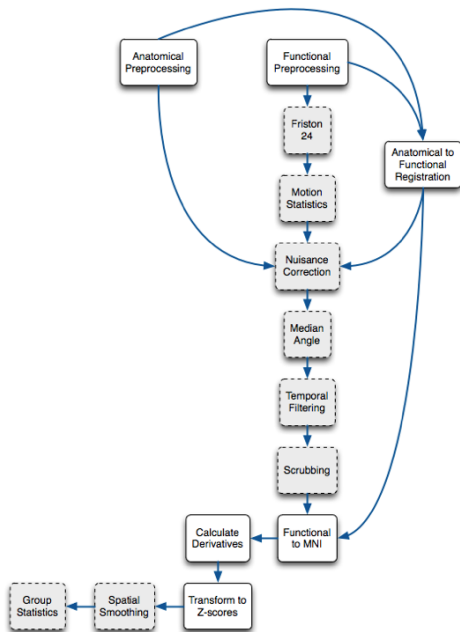 Anatomical
Preprocessing
Functional
Preprocessing
Friston
24
Anatomical to
Functional
Registration
Motion
Statistics
Nuisance
Correction
Median
Angle
Temporal
Filtering
Scrubbing
Calculate
Derivatives
Functional
to MNI
Group
Statistics
Spatial
Smoothing
Transform to
Z-scores